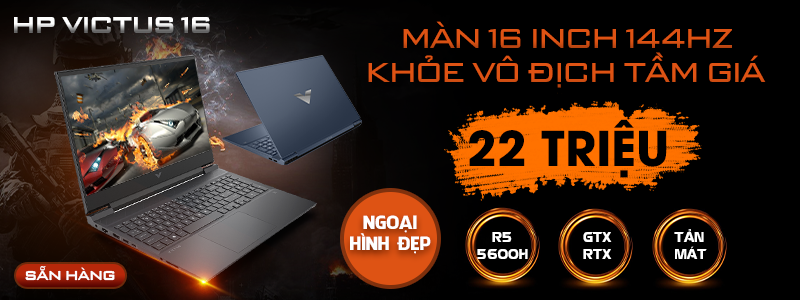 HP VICTUS 16
MÀN 16 INCH 144HZ
KHỎE VÔ ĐỊCH TẦM GIÁ
22 TRIỆU
NGOẠI
HÌNH ĐẸP
R5
5600H
GTX
RTX
TẢN
MÁT
SẴN HÀNG